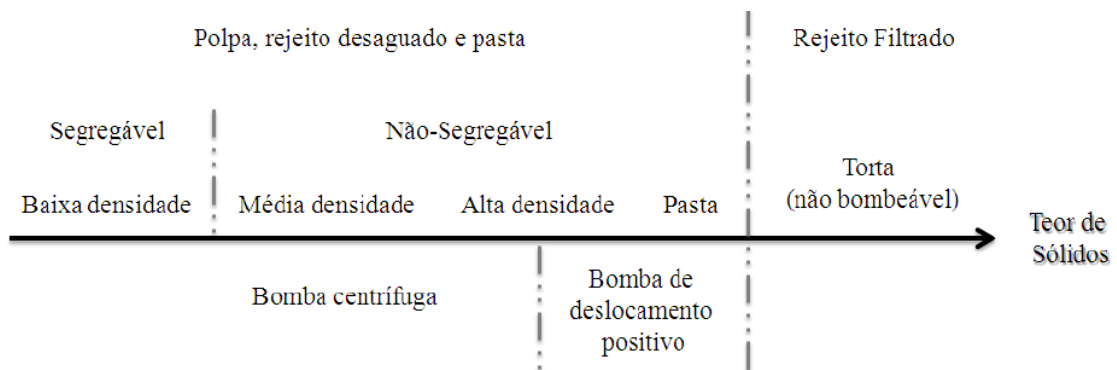 Polpa, rejeito desaguado e pasta
Rejeito Filtrado
Segregável
Não-Segregável
Baixa densidade
Média densidade
Alta densidade
Pasta
Torta
(não bombeável)
Teor de
Sólidos
Bomba centrífuga
Bomba de
deslocamento
positivo